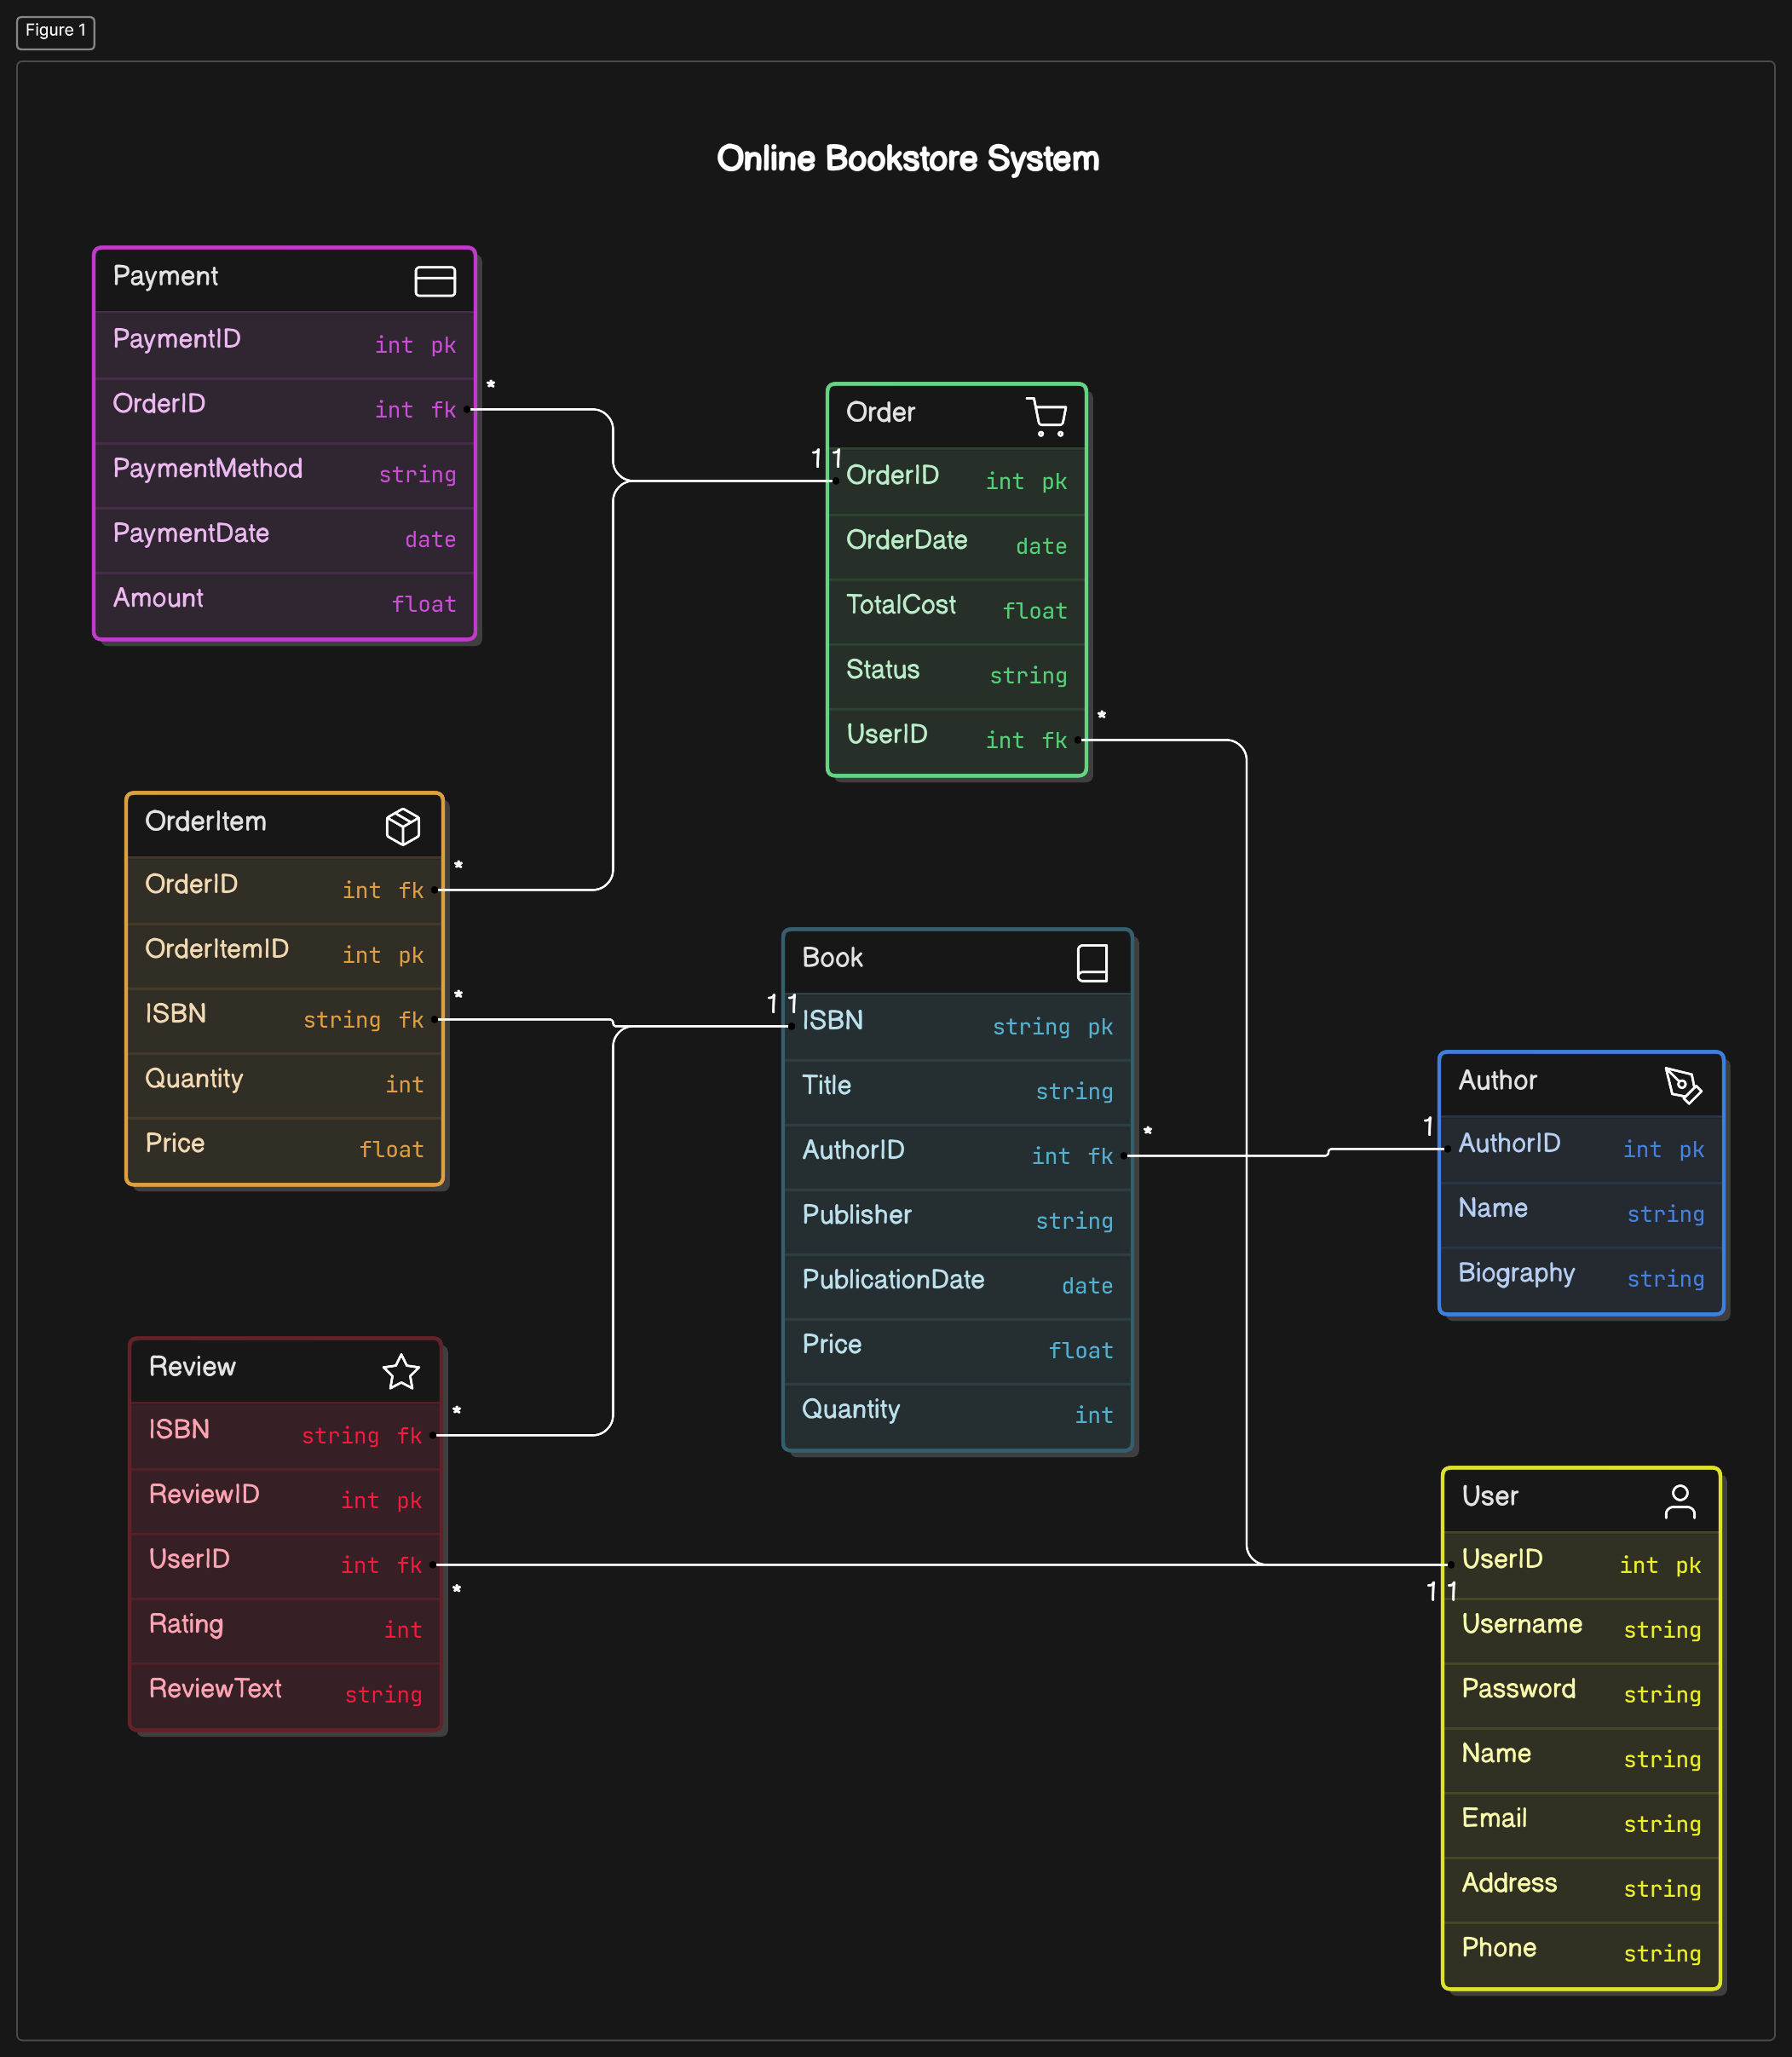 Figure 1
Online Bookstore System
Payment
PaymentID int pk
OrderID int fk
PaymentMethod string
PaymentDate date
Amount float
*
Order
1 1
OrderID int pk
OrderDate date
TotalCost float
Status string
UserID int fk
*
OrderItem
OrderID int fk
*
OrderItemID int pk
ISBN string fk
*
Quantity int
Price float
Book
1 1
ISBN string pk
Title string
AuthorID int fk
*
Publisher string
PublicationDate date
Price float
Quantity int
Author
1
AuthorID int pk
Name string
Biography string
Review
ISBN string fk
*
ReviewID int pk
UserID int fk
*
Rating int
ReviewText string
User
UserID int pk
1 1
Username string
Password string
Name string
Email string
Address string
Phone string